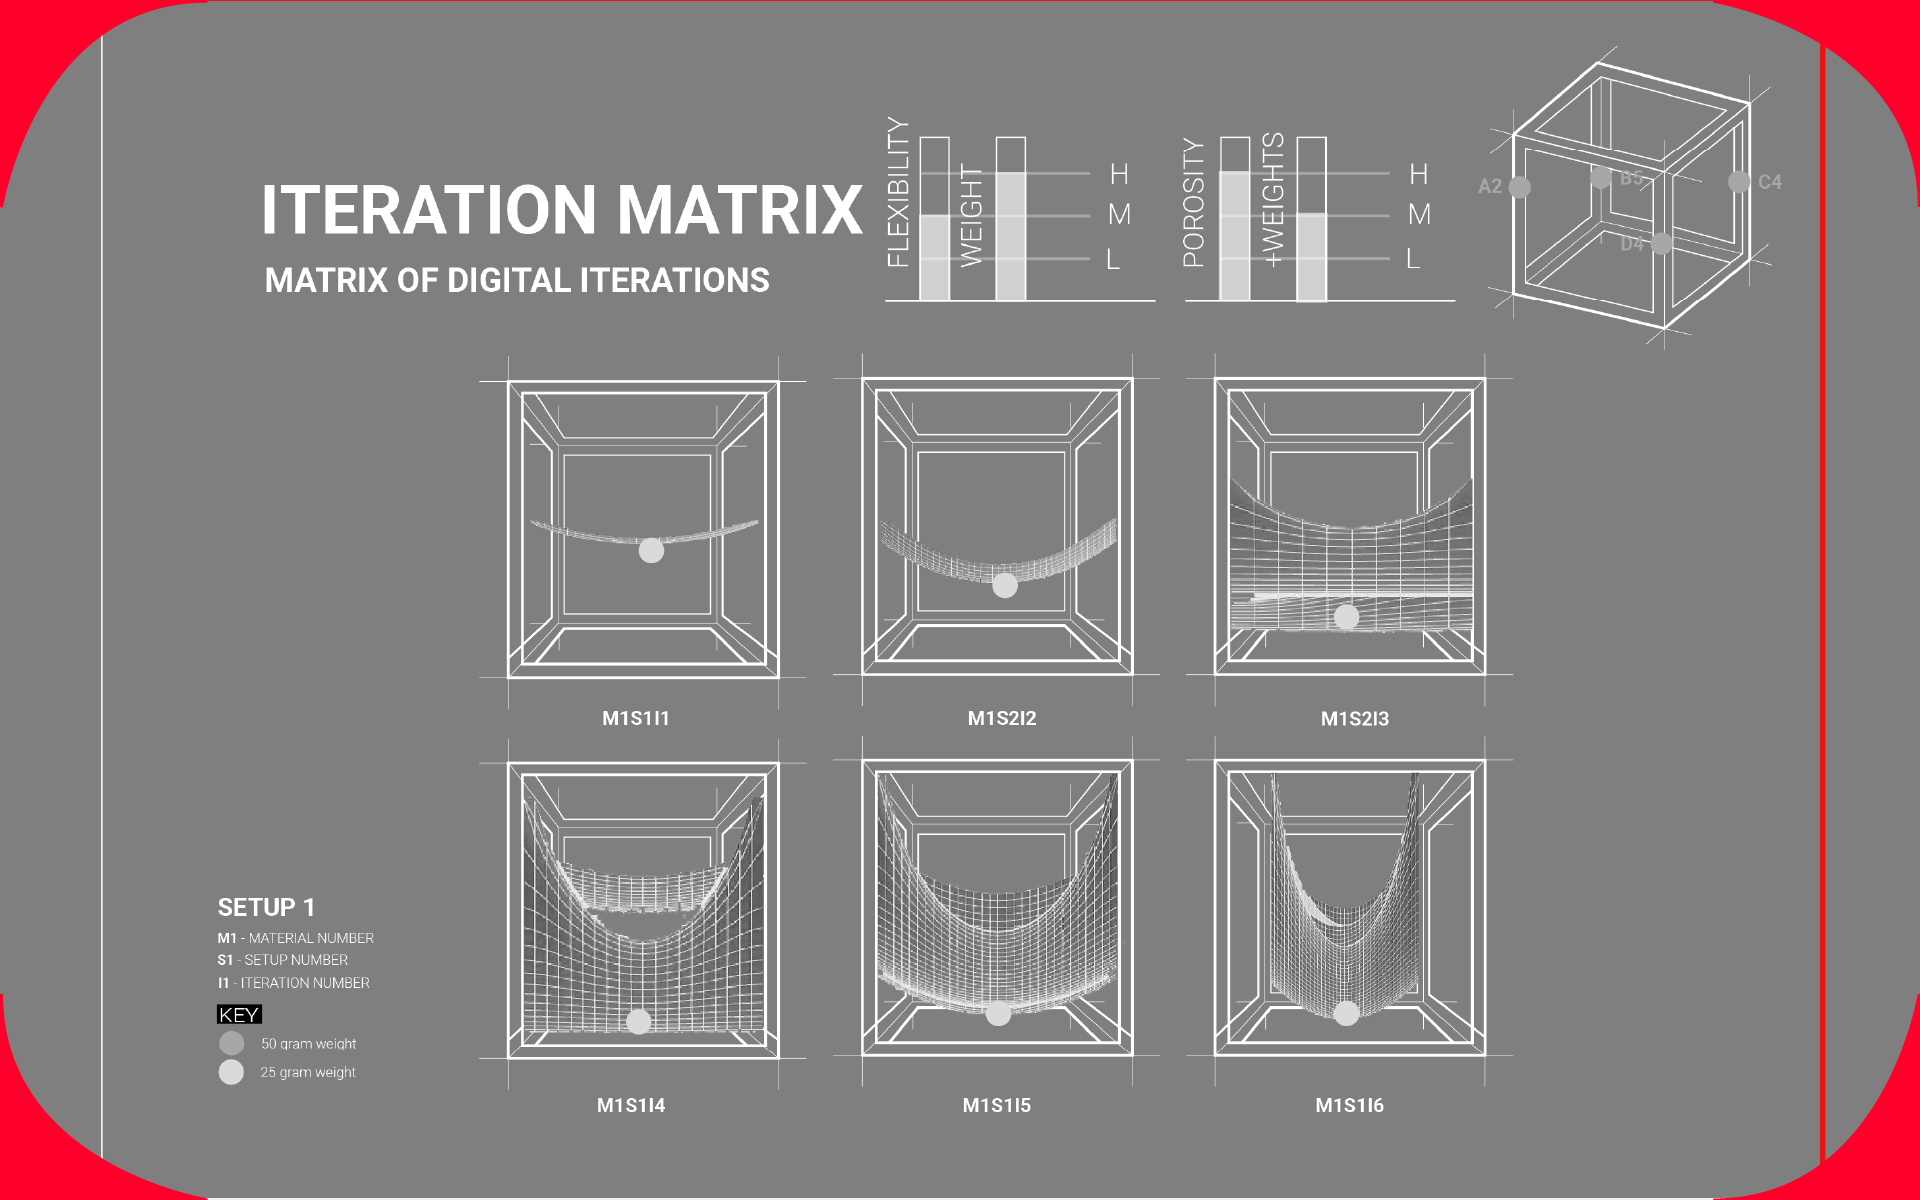 ITERATION MATRIX
MATRIX OF DIGITAL ITERATIONS
FLEXIBILITY
WEIGHT
H
M
L
POROSITY
+WEIGHTS
H
M
L
A2
B5
C4
D4
M1S1I1
M1S2I2
M1S2I3
M1S1I4
M1S1I5
M1S1I6
SETUP 1
M1 - MATERIAL NUMBER
S1 - SETUP NUMBER
I1 - ITERATION NUMBER
KEY
50 gram weight
25 gram weight